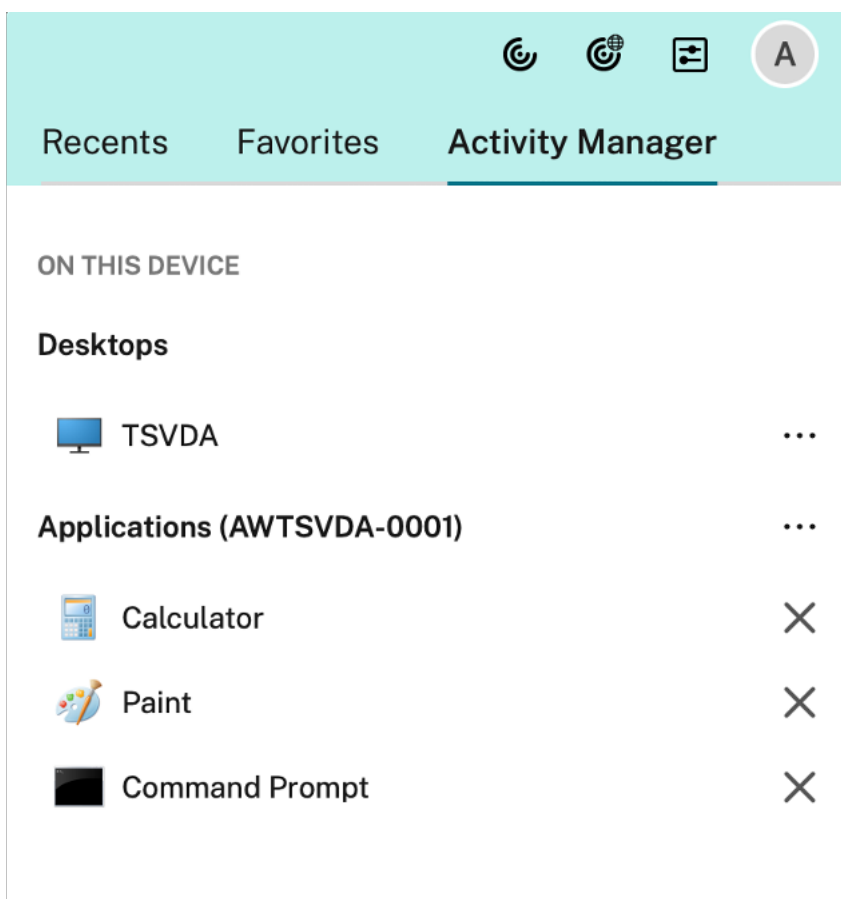 A
Recents Favorites Activity Manager
ON THIS DEVICE
Desktops
TSVDA ...
Applications (AWTSVDA-0001) ...
Calculator
Paint
Command Prompt